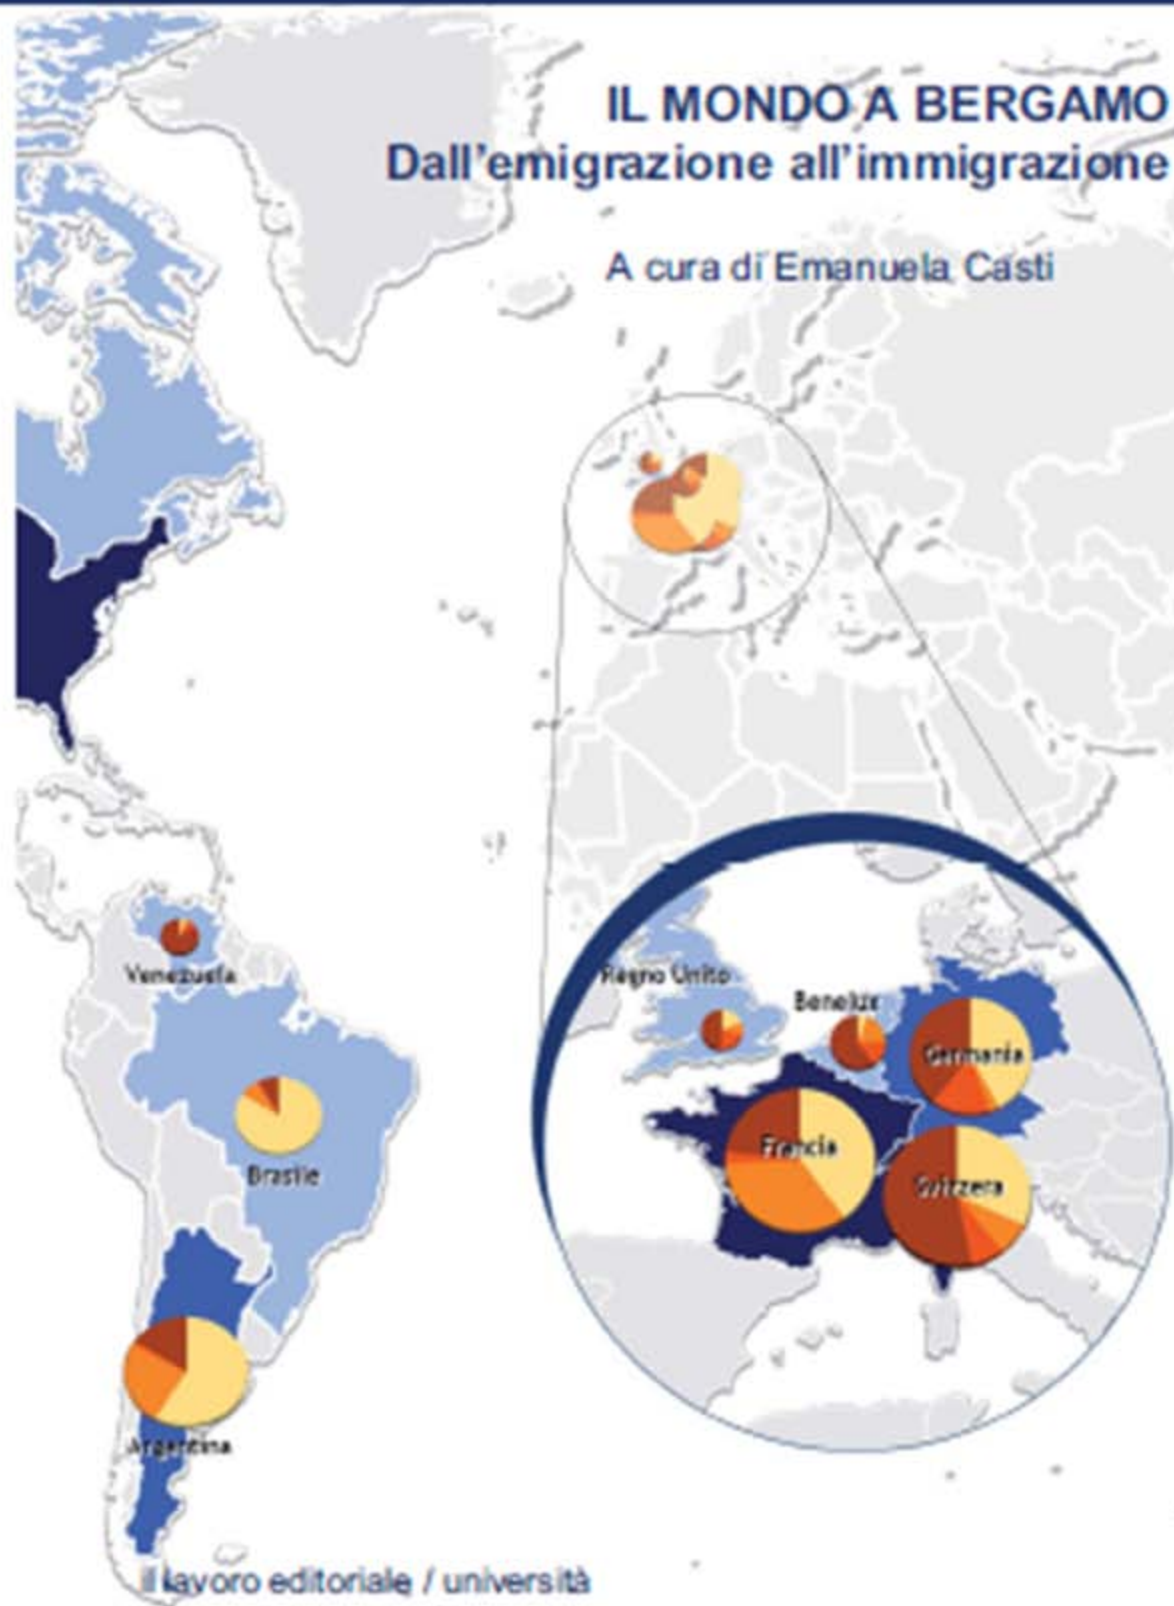 IL MONDO A BERGAMO
Dall'emigrazione all'immigrazione
A cura di Emanuela Casti
Venezuela
Regno Unito
Benelux
Germania
Francia
Svizzera
Brasile
Argentina
il lavoro editoriale / università